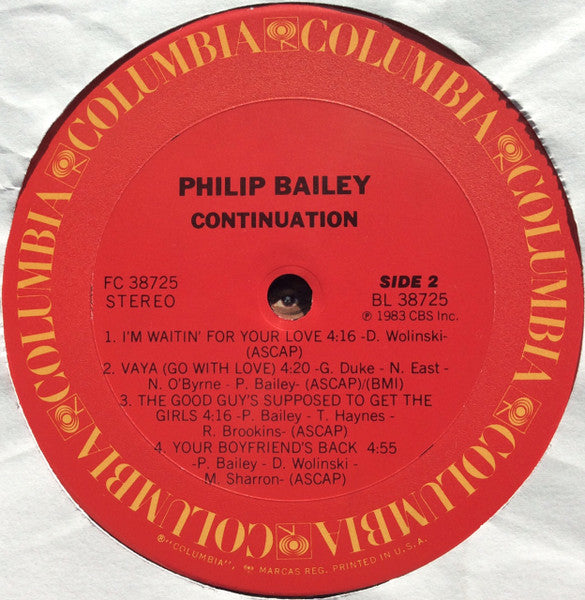 COLUMBIA COLUMBIA COLUMBIA COLUMBIA COLUMBIA COLUMBIA COLUMBIA COLUMBIA
PHILIP BAILEY
CONTINUATION
FC 38725
STEREO
SIDE 2
BL 38725
℗ 1983 CBS Inc.
1. I'M WAITIN' FOR YOUR LOVE 4:16 -D. Wolinski-
(ASCAP)
2. VAYA (GO WITH LOVE) 4:20 -G. Duke - N. East -
N. O'Byrne - P. Bailey- (ASCAP)/(BMI)
3. THE GOOD GUY'S SUPPOSED TO GET THE
GIRLS 4:16 -P. Bailey - T. Haynes -
R. Brookins- (ASCAP)
4. YOUR BOYFRIEND'S BACK 4:55
-P. Bailey - D. Wolinski -
M. Sharron- (ASCAP)
®"COLUMBIA", MARCAS REG. PRINTED IN U.S.A.